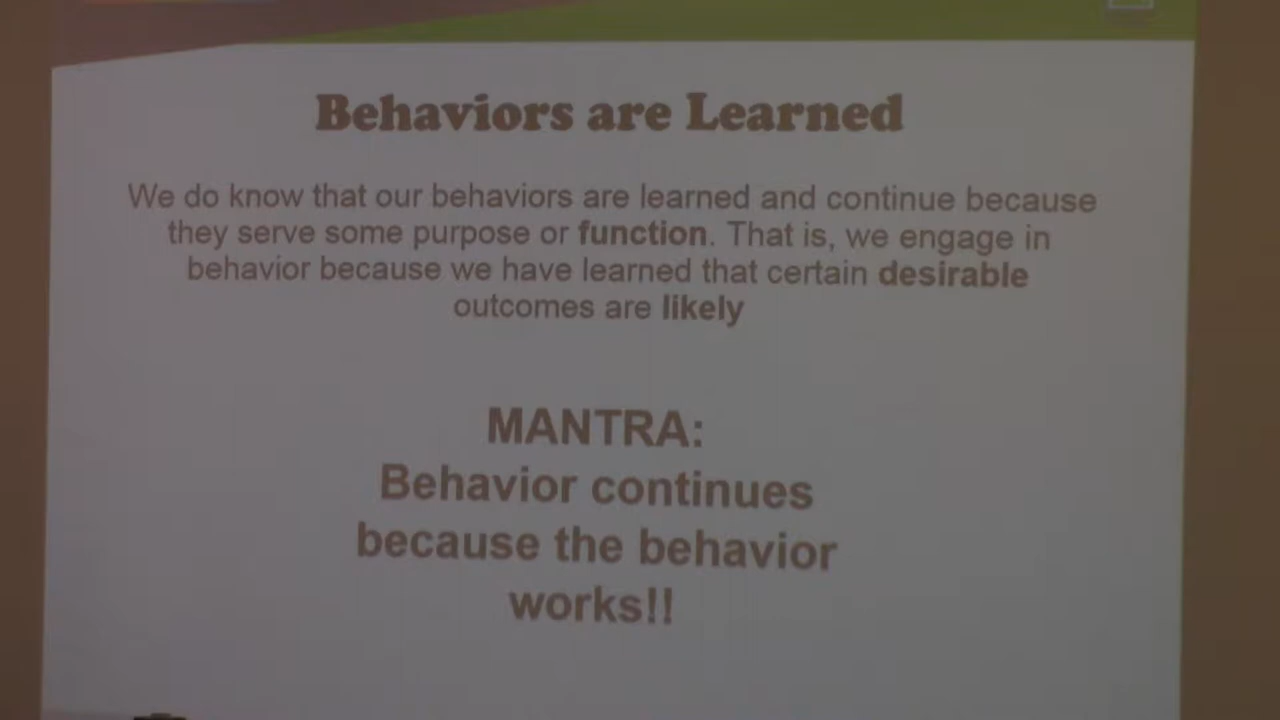 Behaviors are Learned
We do know that our behaviors are learned and continue because
they serve some purpose or function. That is, we engage in
behavior because we have learned that certain desirable
outcomes are likely
MANTRA:
Behavior continues
because the behavior
works!!